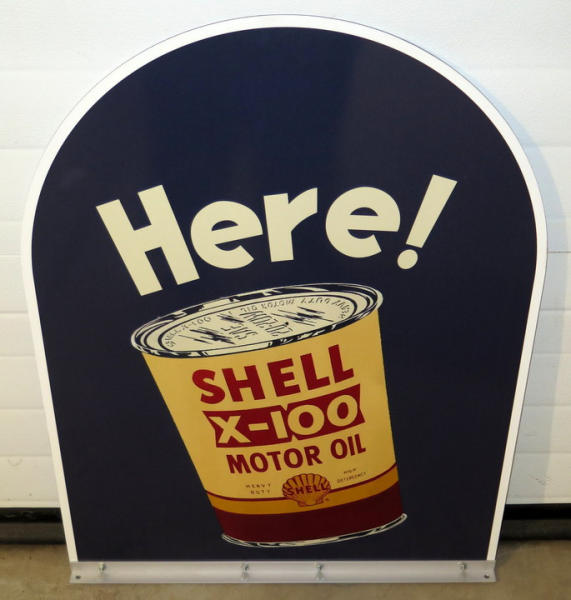 Here!
SHELL
X-100
MOTOR OIL
HEAVY DUTY
HIGH DETERGENCY
SHELL